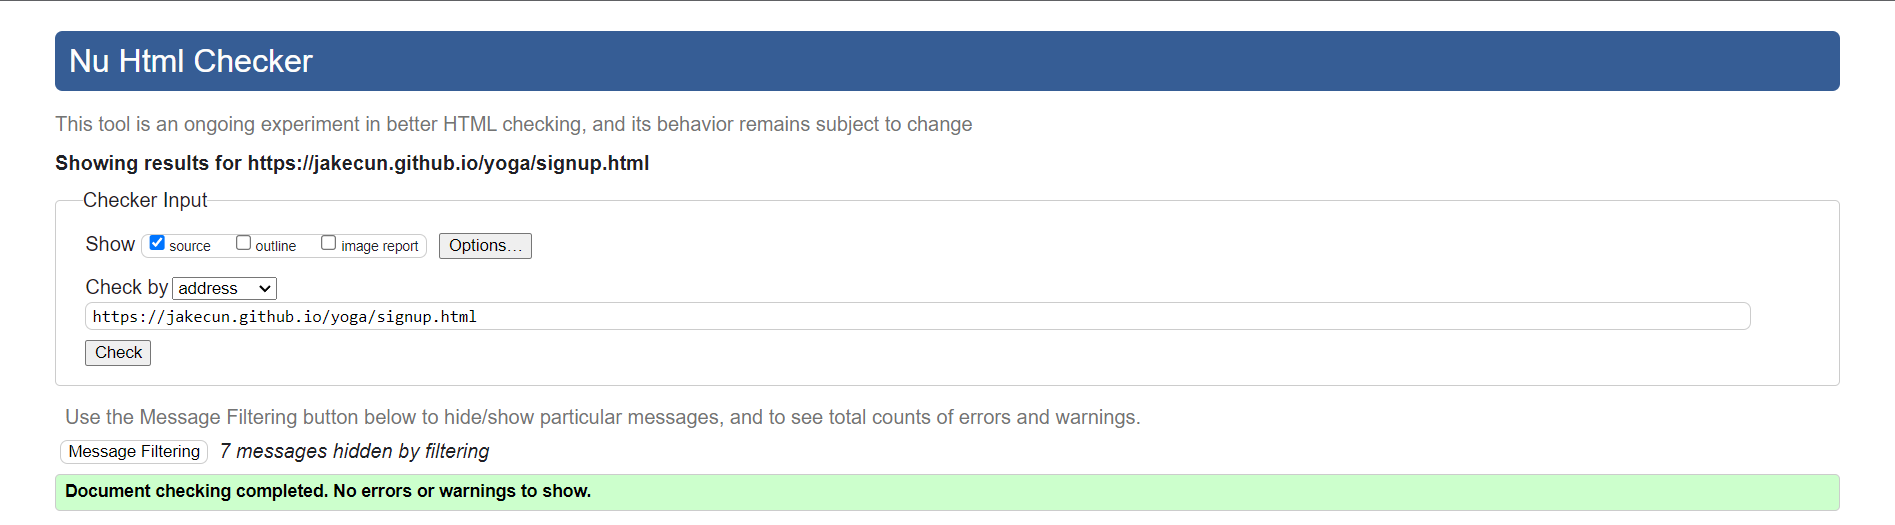 Nu Html Checker
This tool is an ongoing experiment in better HTML checking, and its behavior remains subject to change
Showing results for https://jakecun.github.io/yoga/signup.html
Checker Input
Show source outline image report Options...
Check by address
https://jakecun.github.io/yoga/signup.html
Check
Use the Message Filtering button below to hide/show particular messages, and to see total counts of errors and warnings.
Message Filtering 7 messages hidden by filtering
Document checking completed. No errors or warnings to show.